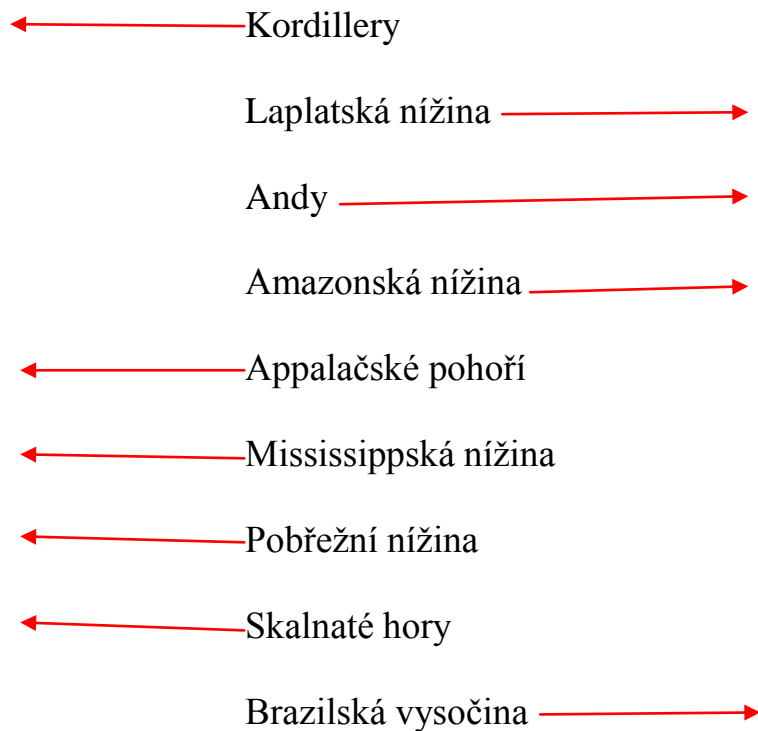 Kordillery
Laplatská nížina
Andy
Amazonská nížina
Appalačské pohoří
Mississippská nížina
Pobřežní nížina
Skalnaté hory
Brazilská vysočina